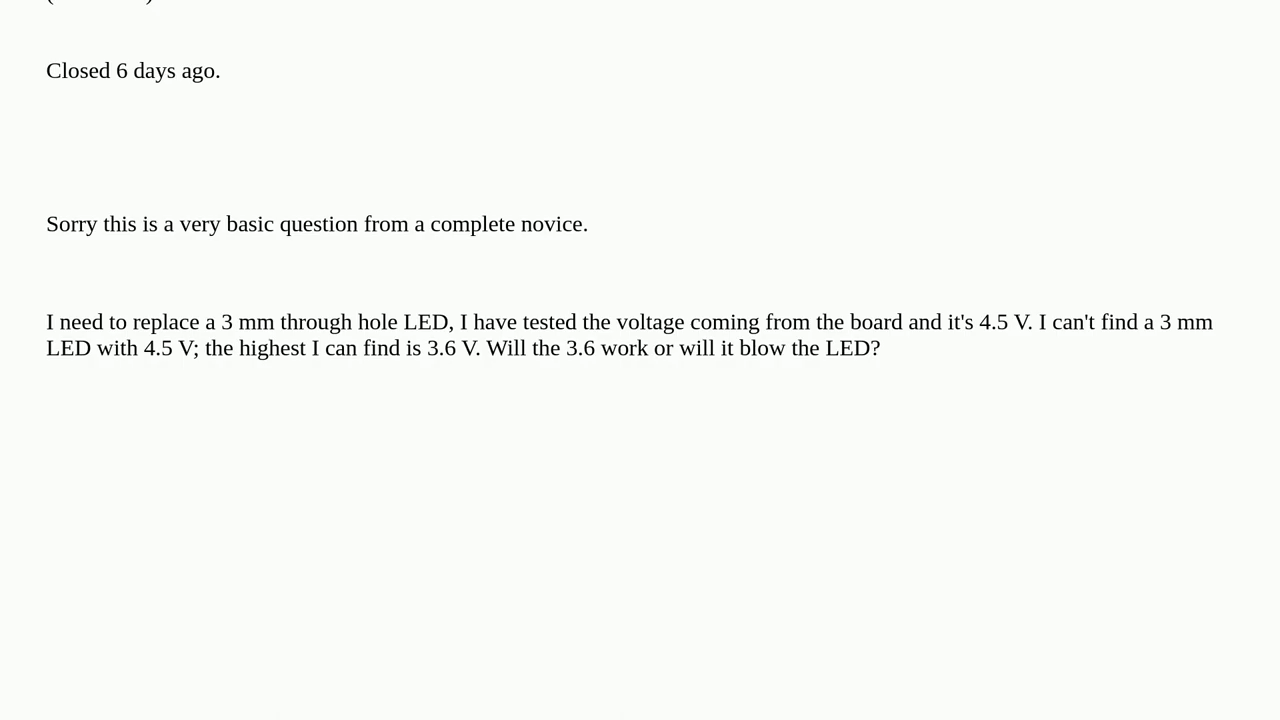 Closed 6 days ago.
Sorry this is a very basic question from a complete novice.
I need to replace a 3 mm through hole LED, I have tested the voltage coming from the board and it's 4.5 V. I can't find a 3 mm
LED with 4.5 V; the highest I can find is 3.6 V. Will the 3.6 work or will it blow the LED?